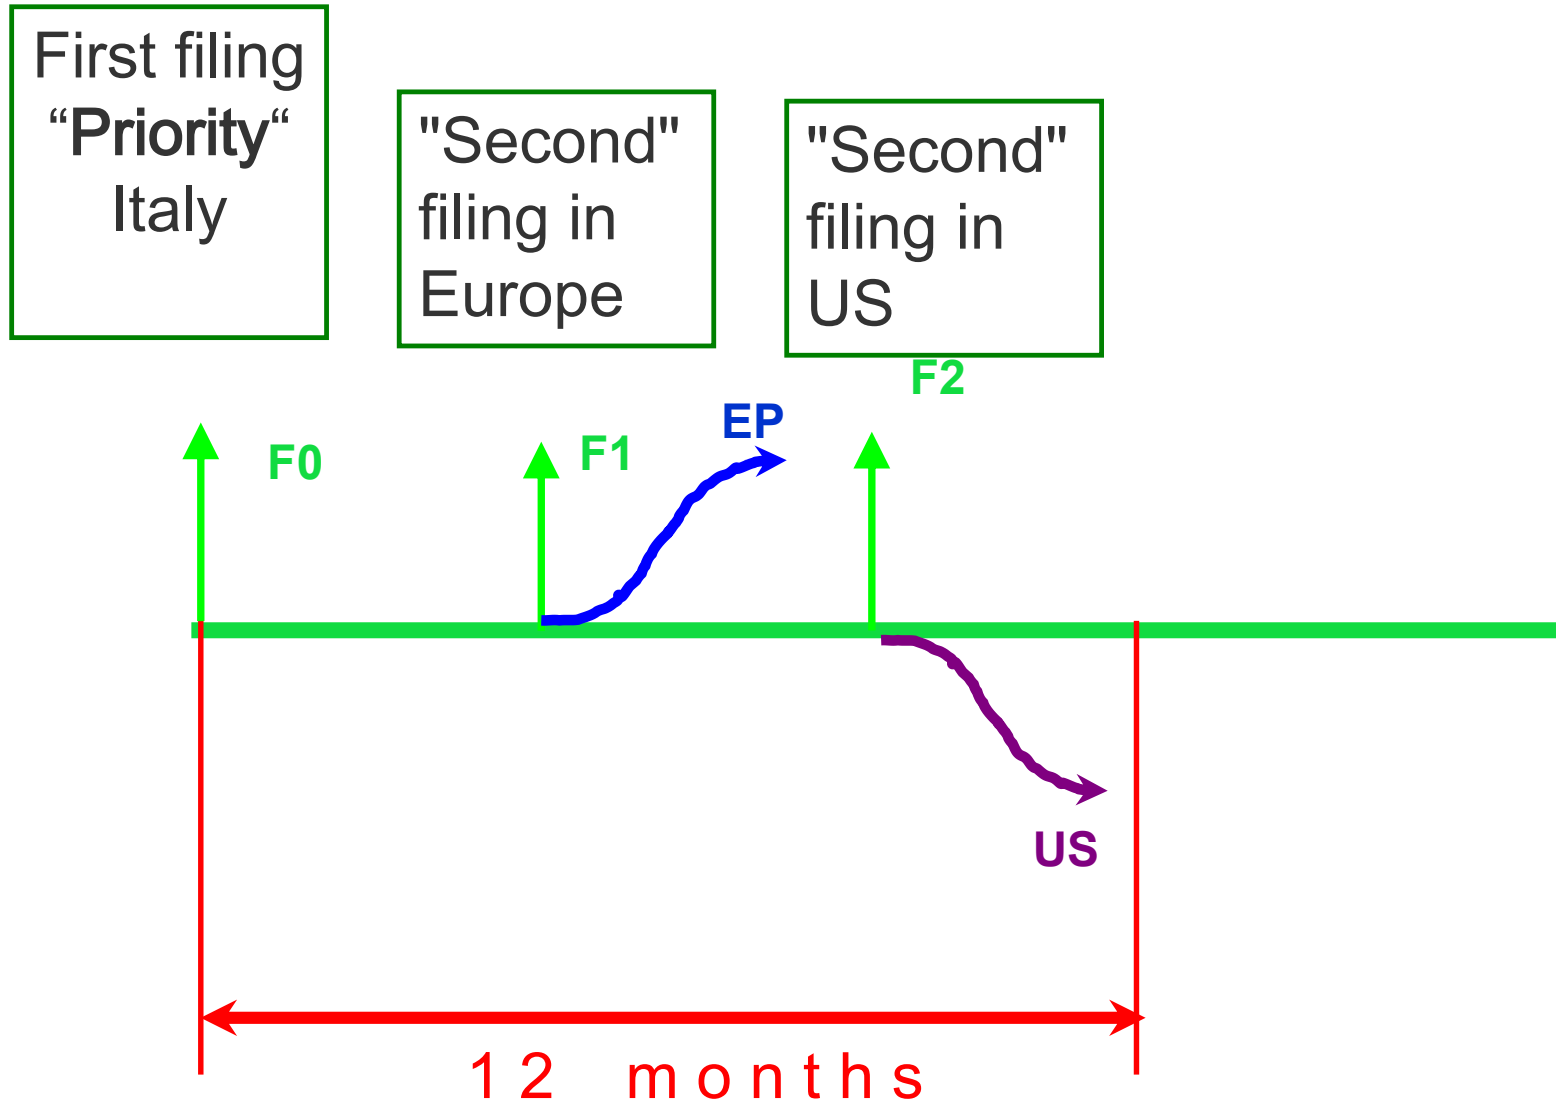 First filing
“Priority“
Italy
"Second"
filing in
Europe
"Second"
filing in
US
F0
F1
EP
F2
US
12 months